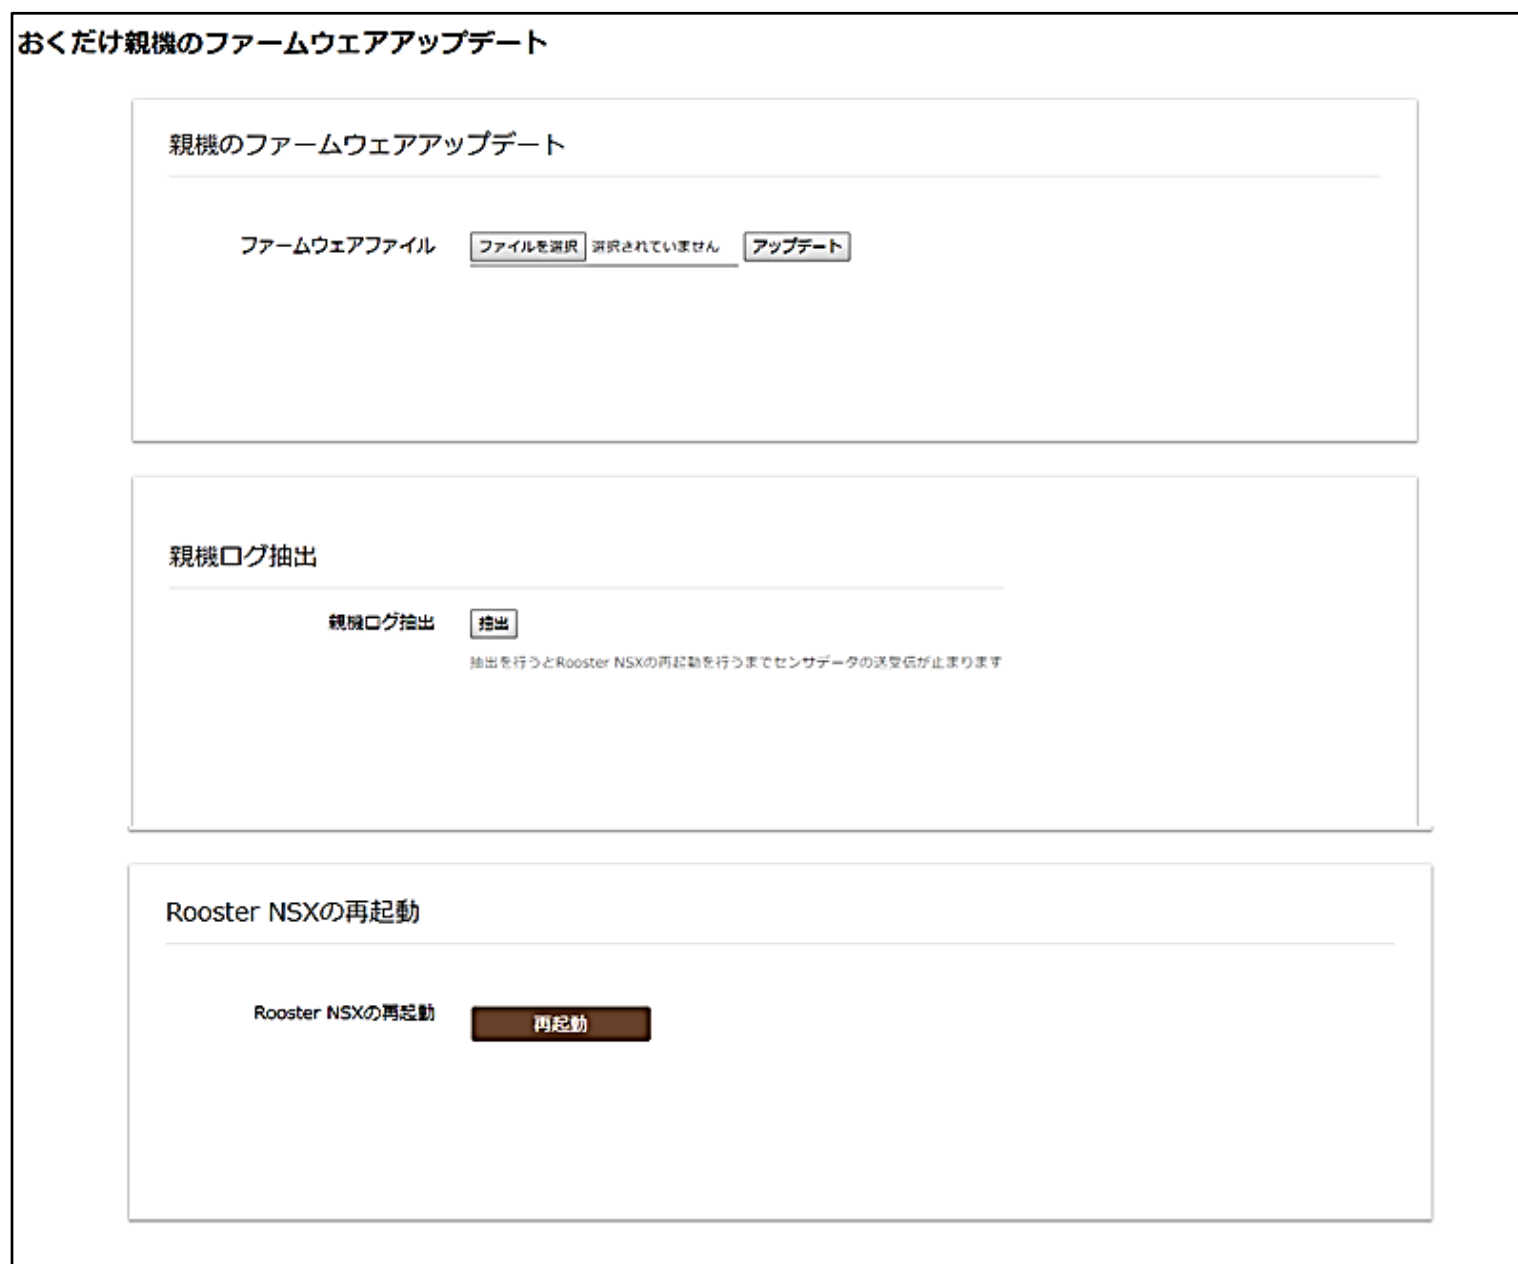 おくだけ親機のファームウェアアップデート
親機のファームウェアアップデート
ファームウェアファイル ファイルを選択 選択されていません アップデート
親機ログ抽出
親機ログ抽出 抽出
抽出を行うとRooster NSXの再起動を行うまでセンサデータの送受信が止まります
Rooster NSXの再起動
Rooster NSXの再起動 再起動